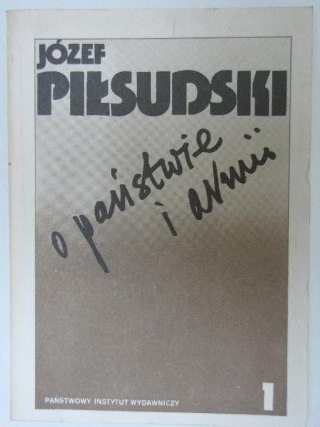 JÓZEF
PIŁSUDSKI
o państwie
i armii
PAŃSTWOWY INSTYTUT WYDAWNICZY
1